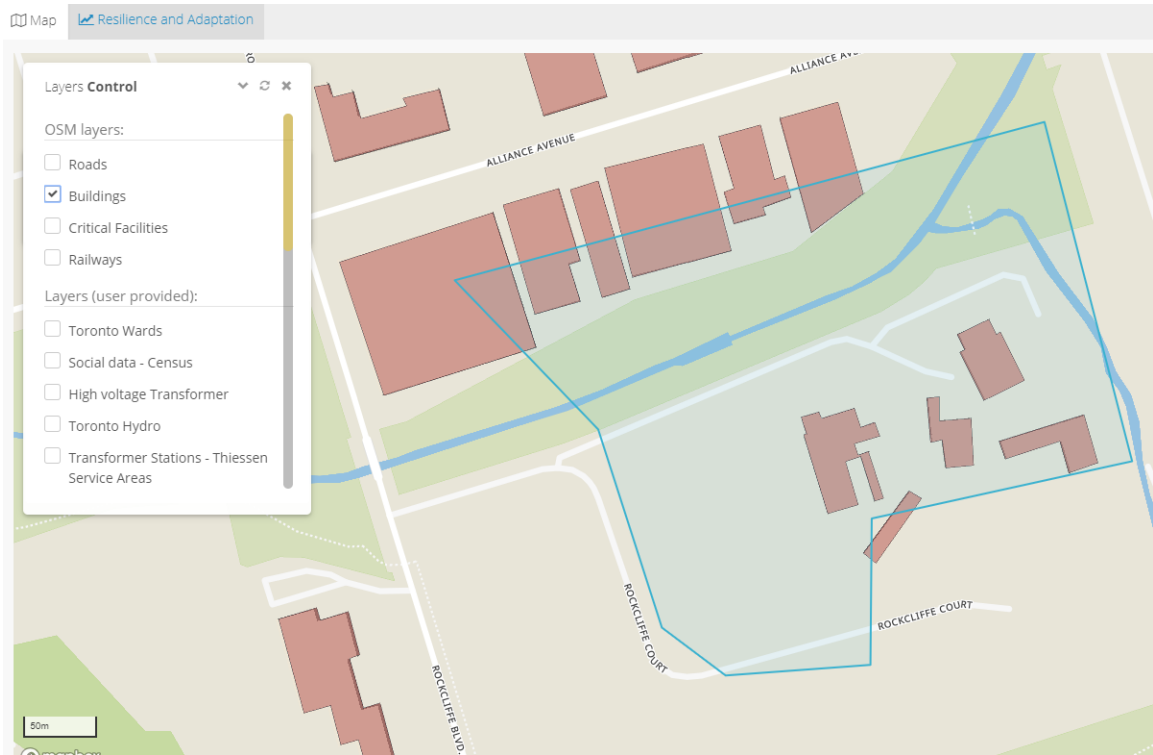 Map
Resilience and Adaptation
Layers Control
OSM layers:
Roads
Buildings
Critical Facilities
Railways
Layers (user provided):
Toronto Wards
Social data - Census
High voltage Transformer
Toronto Hydro
Transformer Stations - Thiessen
Service Areas
ALLIANCE AVENUE
ROCKCLIFFE COURT
ROCKCLIFFE COURT
ROCKCLIFFE BLVD.
50m